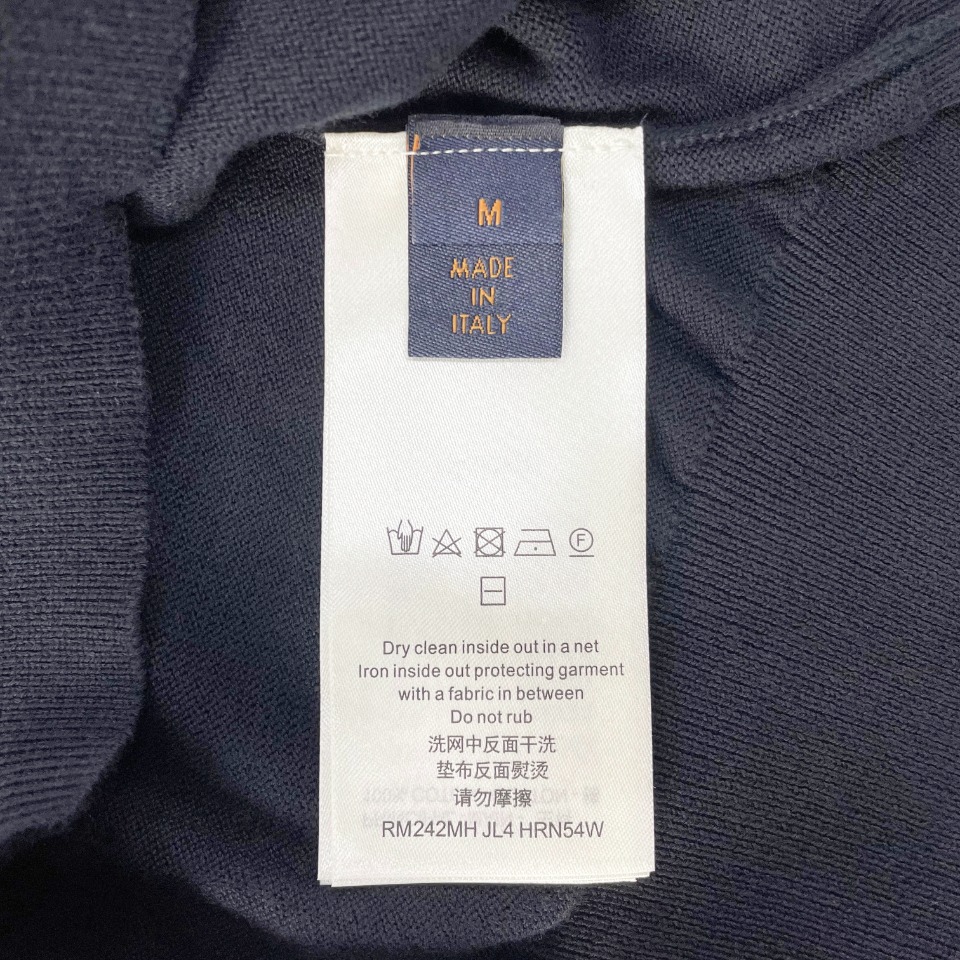 M
MADE
IN
ITALY
F
Dry clean inside out in a net
Iron inside out protecting garment
with a fabric in between
Do not rub
洗网中反面干洗
垫布反面熨烫
请勿摩擦
RM242MH JL4 HRN54W